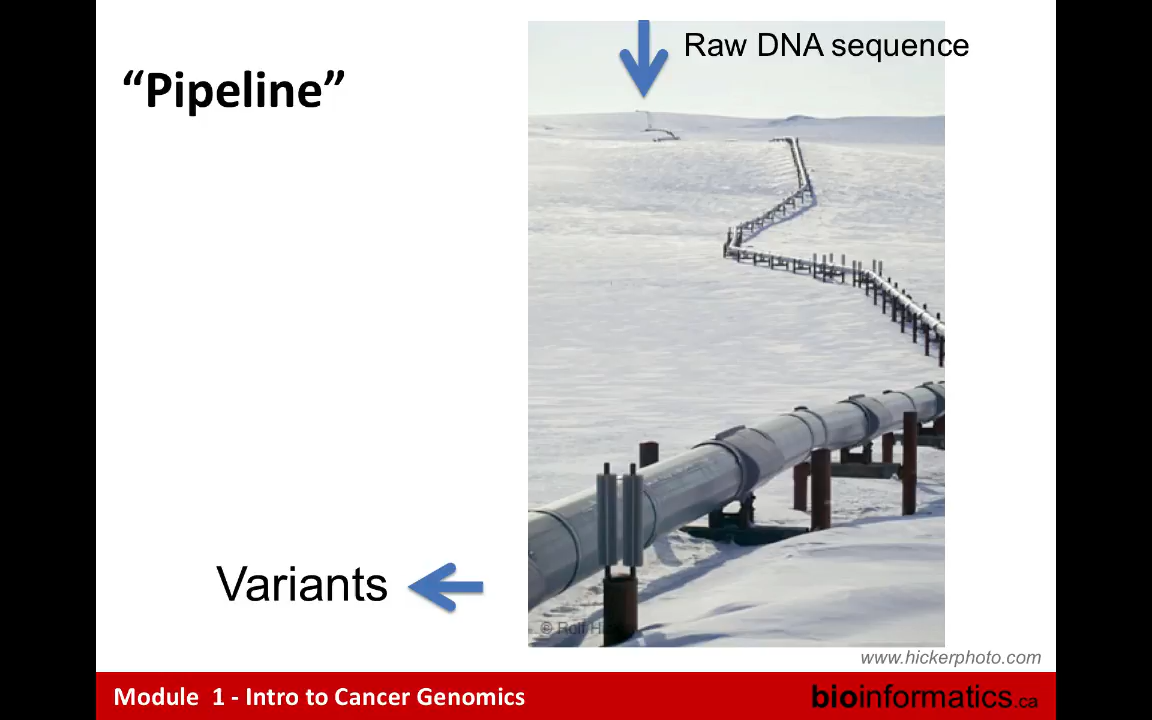 Raw DNA sequence
“Pipeline”
Variants
www.hickerphoto.com
Module 1 - Intro to Cancer Genomics
bioinformatics.ca